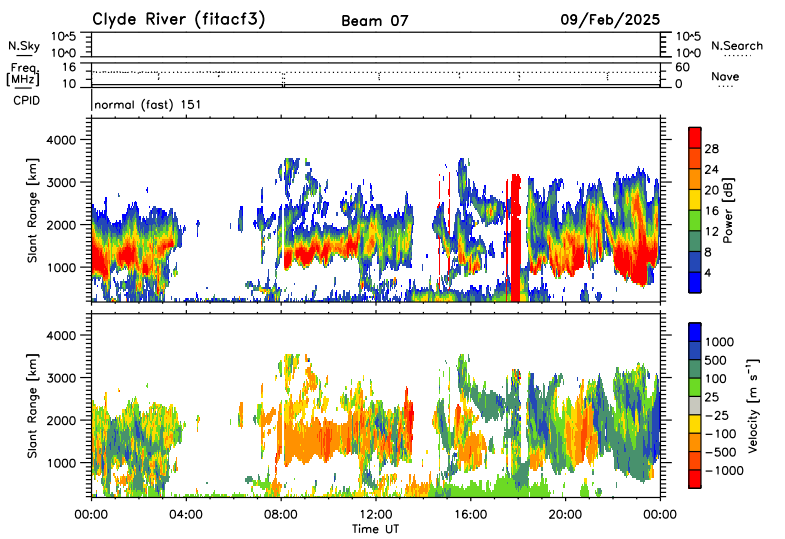 Clyde River (fitacf3) Beam 07 09/Feb/2025
N.Sky 10^5 10^0 10^5 10^0 N.Search
Freq. [MHz] 16 10 60 0 Nave
CPID normal (fast) 151
Slant Range [km]
4000
3000
2000
1000
28
24
20
16
12
8
4
Power [dB]
Slant Range [km]
4000
3000
2000
1000
1000
500
100
25
−25
−100
−500
−1000
Velocity [m s⁻¹]
00:00 04:00 08:00 12:00 16:00 20:00 00:00
Time UT